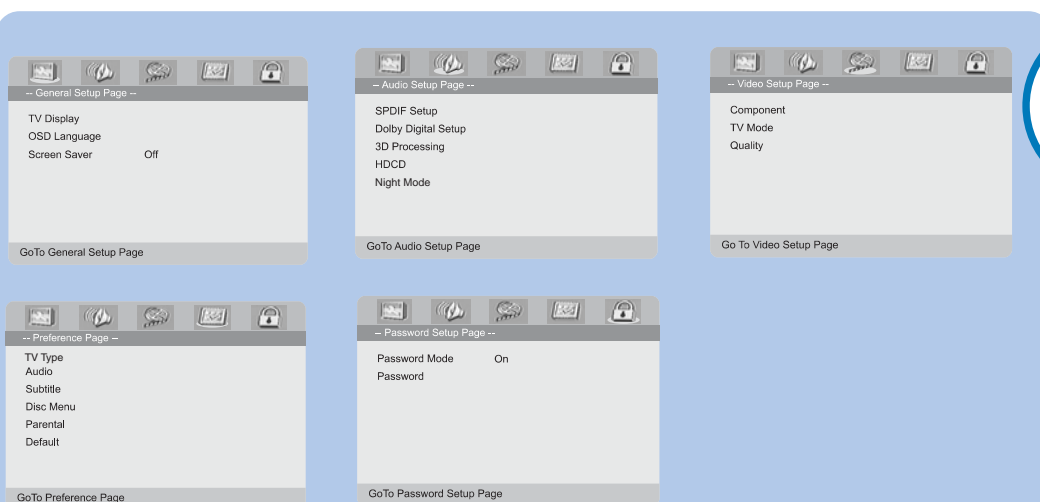 -- General Setup Page --
TV Display
OSD Language
Screen Saver Off
GoTo General Setup Page
– Audio Setup Page --
SPDIF Setup
Dolby Digital Setup
3D Processing
HDCD
Night Mode
GoTo Audio Setup Page
-- Video Setup Page --
Component
TV Mode
Quality
Go To Video Setup Page
-- Preference Page –
TV Type
Audio
Subtitle
Disc Menu
Parental
Default
GoTo Preference Page
– Password Setup Page --
Password Mode On
Password
GoTo Password Setup Page